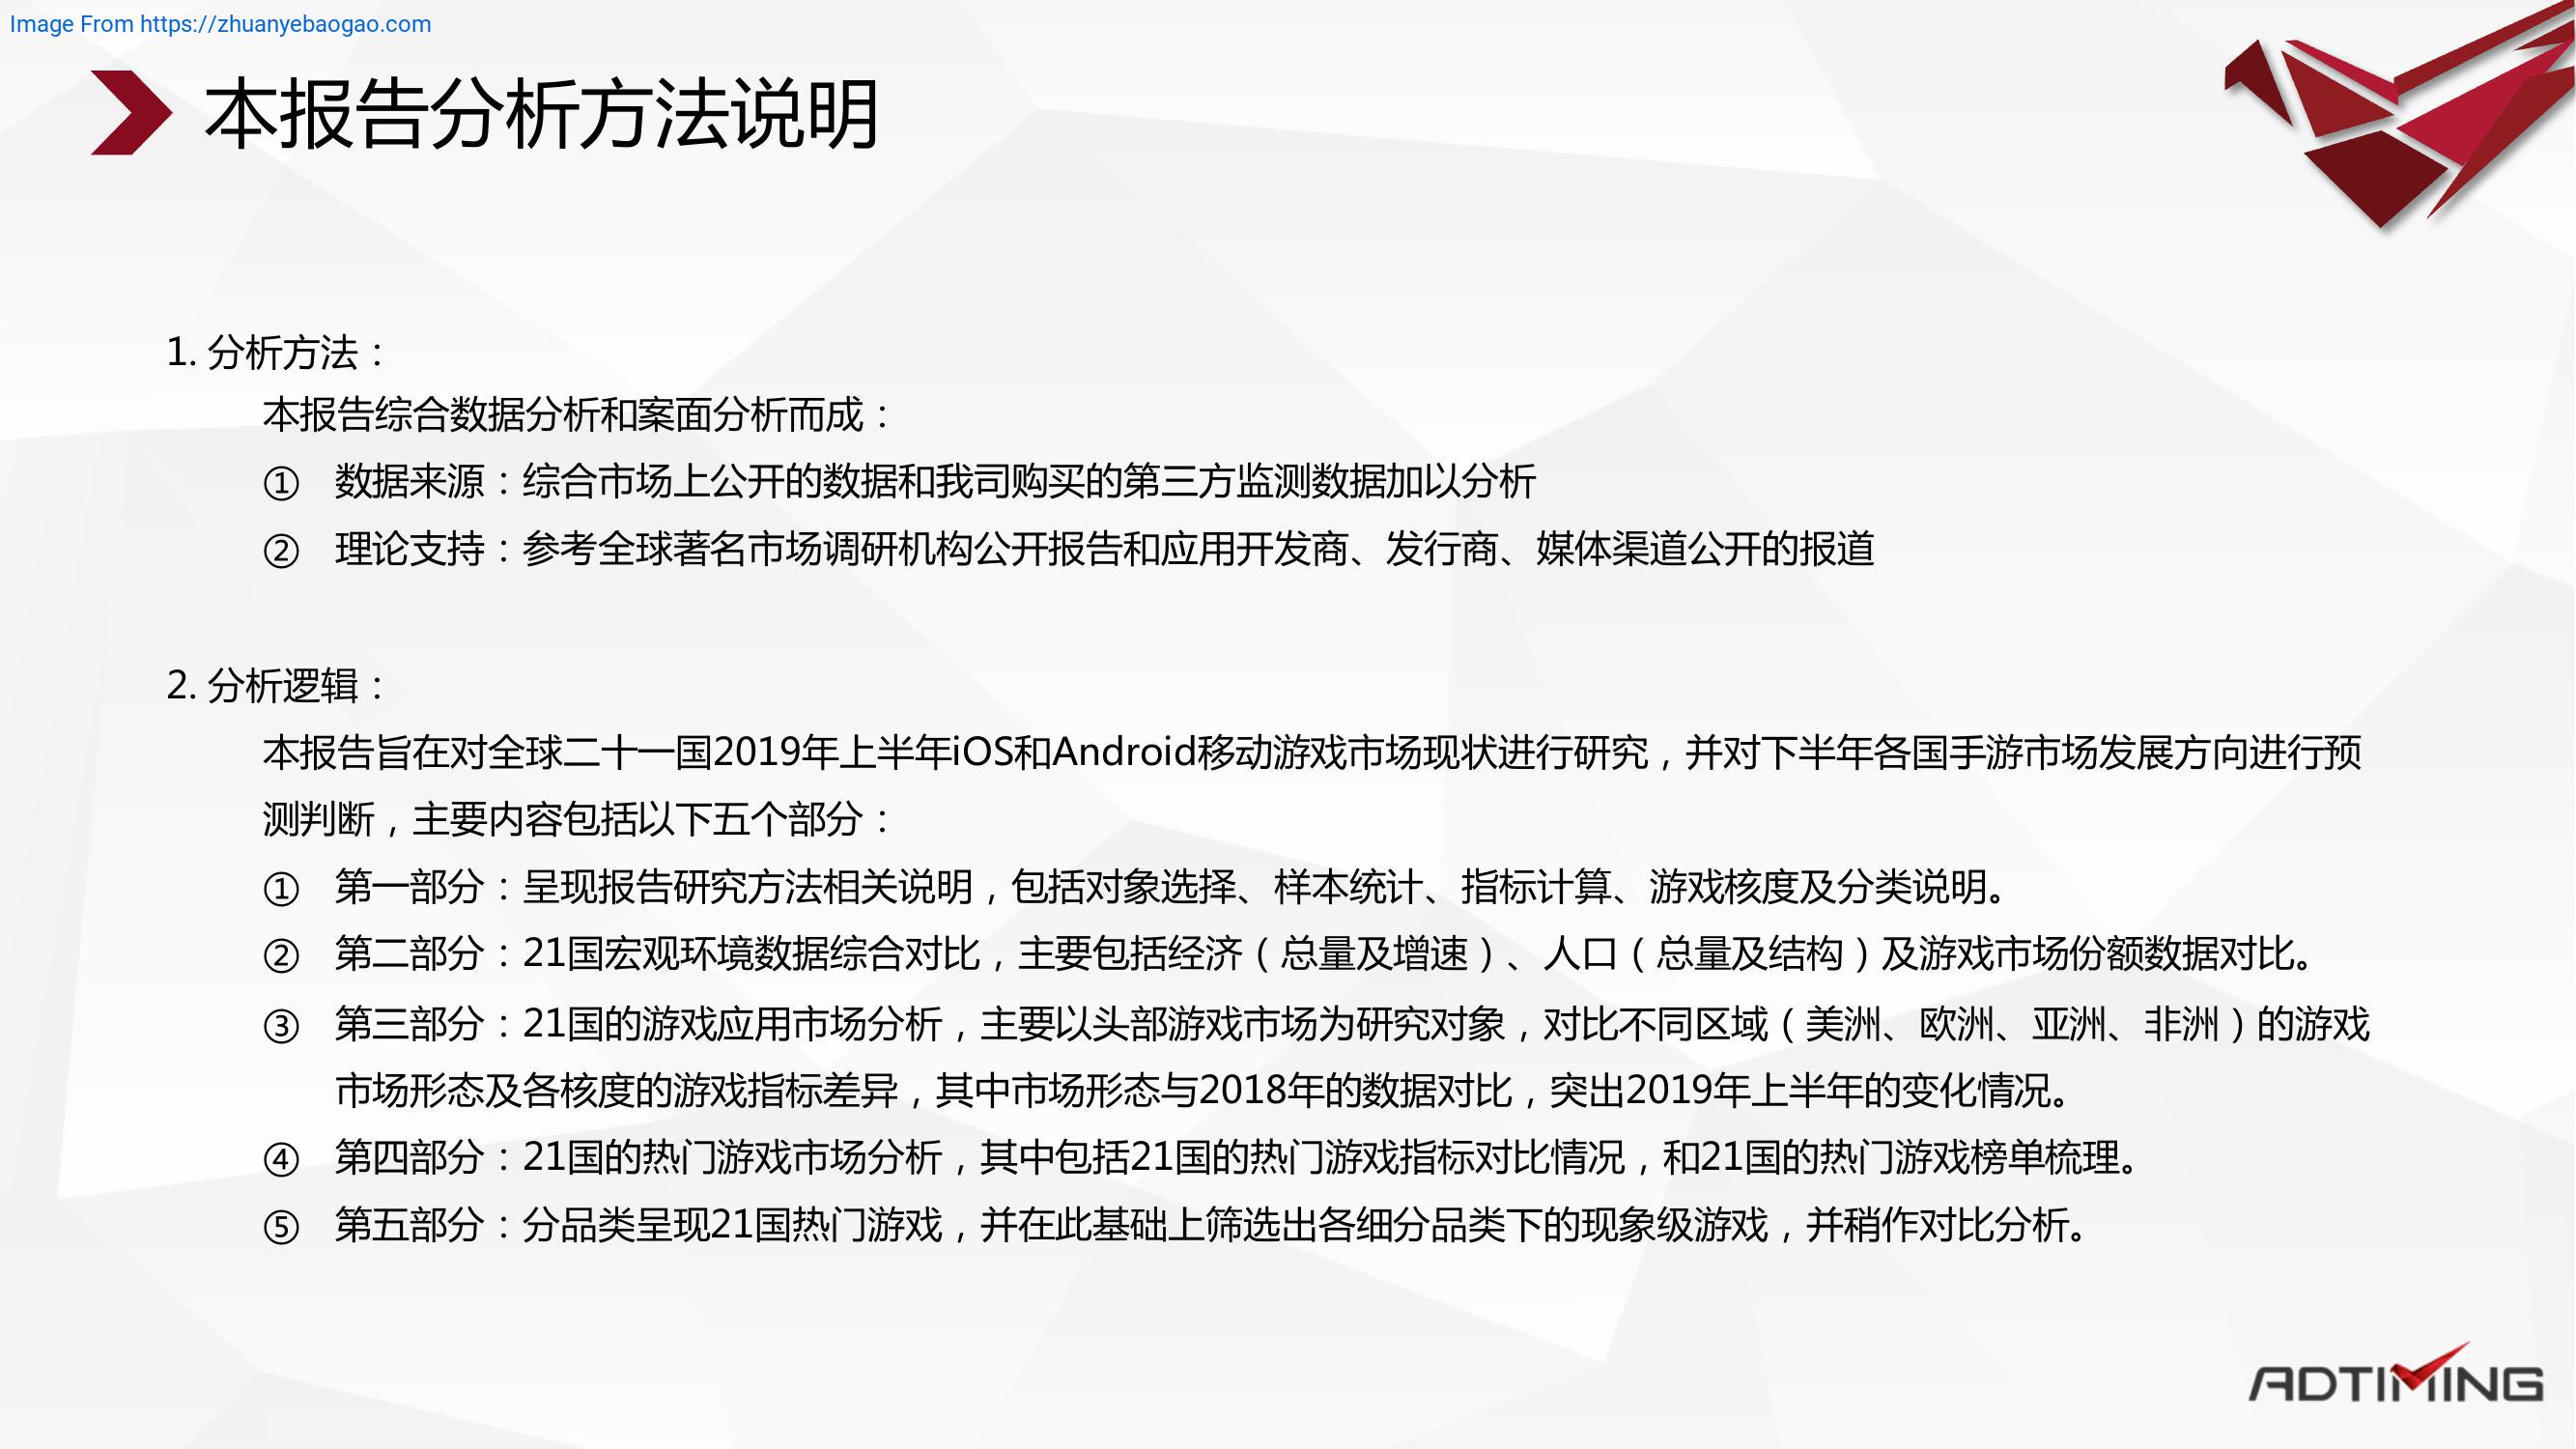 Image From https://zhuanyebaogao.com
本报告分析方法说明
1. 分析方法：
本报告综合数据分析和案面分析而成：
① 数据来源：综合市场上公开的数据和我司购买的第三方监测数据加以分析
② 理论支持：参考全球著名市场调研机构公开报告和应用开发商、发行商、媒体渠道公开的报道
2. 分析逻辑：
本报告旨在对全球二十一国2019年上半年iOS和Android移动游戏市场现状进行研究，并对下半年各国手游市场发展方向进行预
测判断，主要内容包括以下五个部分：
① 第一部分：呈现报告研究方法相关说明，包括对象选择、样本统计、指标计算、游戏核度及分类说明。
② 第二部分：21国宏观环境数据综合对比，主要包括经济（总量及增速）、人口（总量及结构）及游戏市场份额数据对比。
③ 第三部分：21国的游戏应用市场分析，主要以头部游戏市场为研究对象，对比不同区域（美洲、欧洲、亚洲、非洲）的游戏
市场形态及各核度的游戏指标差异，其中市场形态与2018年的数据对比，突出2019年上半年的变化情况。
④ 第四部分：21国的热门游戏市场分析，其中包括21国的热门游戏指标对比情况，和21国的热门游戏榜单梳理。
⑤ 第五部分：分品类呈现21国热门游戏，并在此基础上筛选出各细分品类下的现象级游戏，并稍作对比分析。
ADTIMING